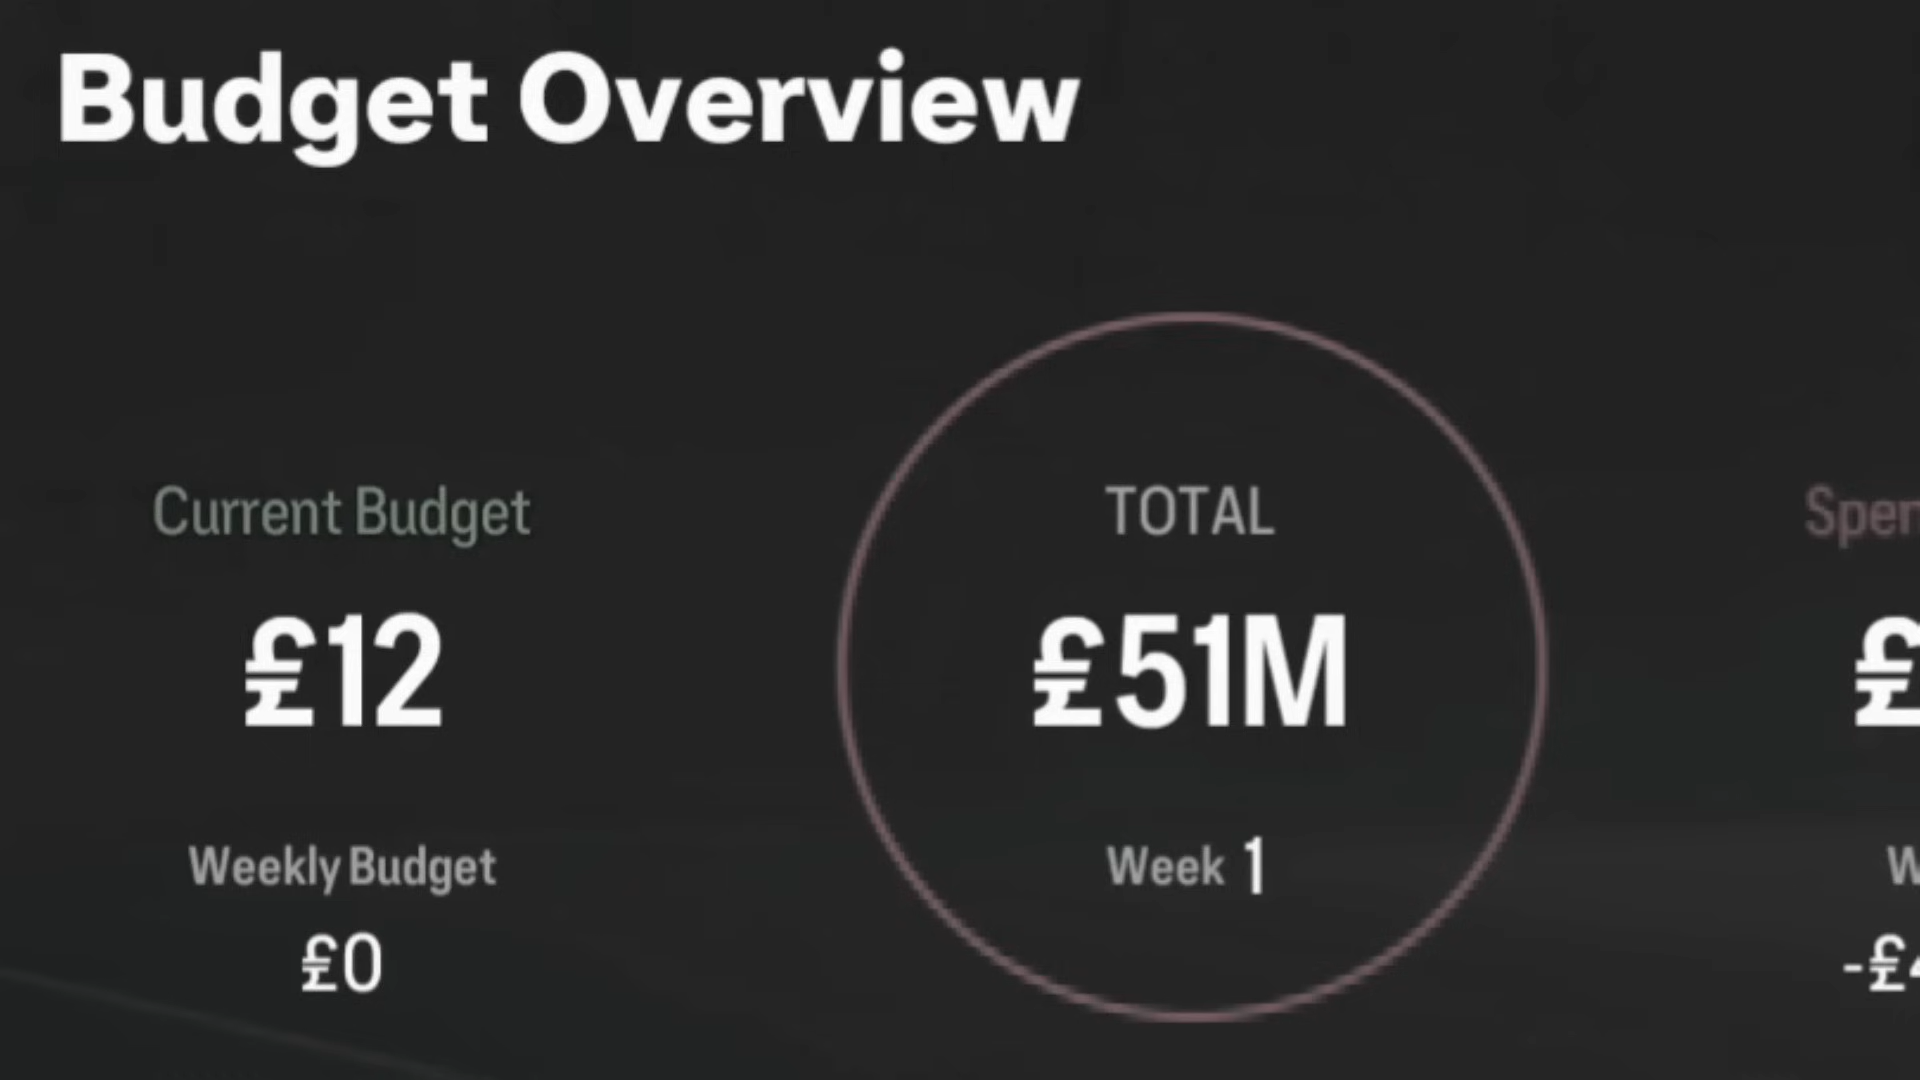 Budget Overview
Current Budget
£12
Weekly Budget
£0
TOTAL
£51M
Week 1
£